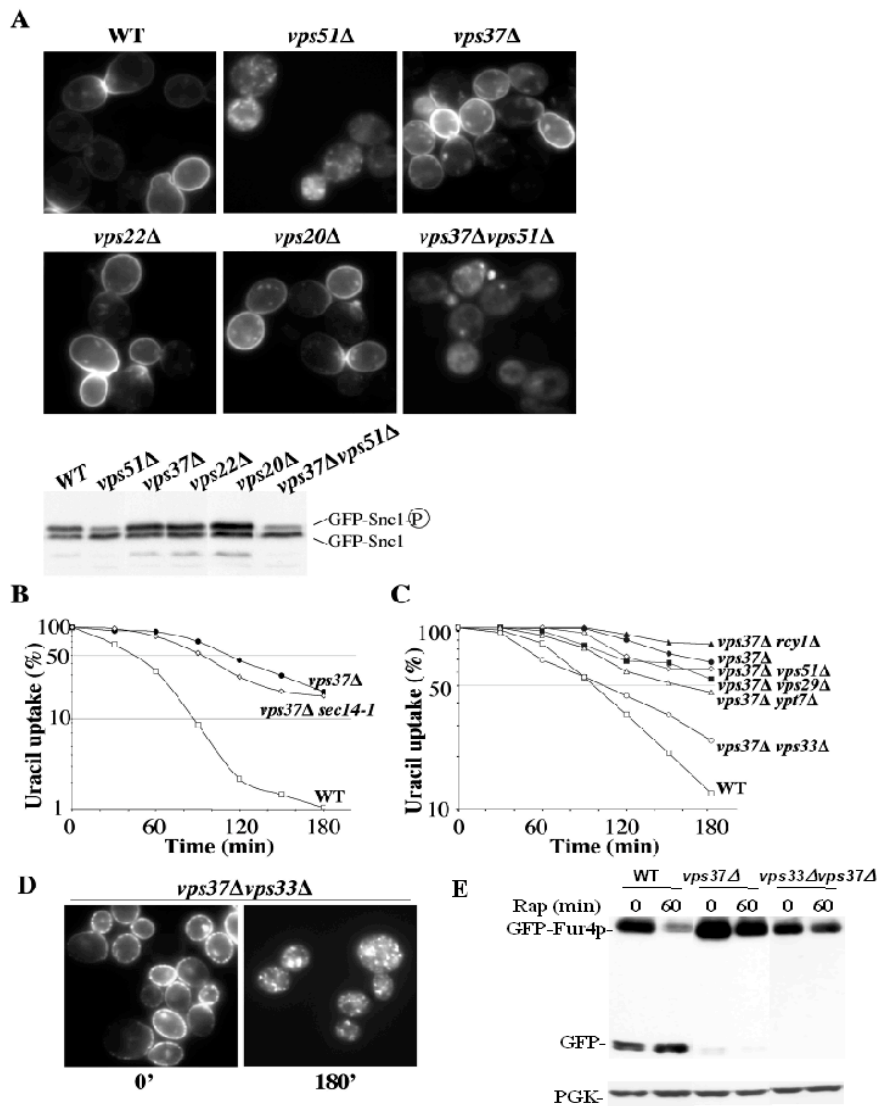 A
WT vps51Δ vps37Δ
vps22Δ vps20Δ vps37Δvps51Δ
WT vps51Δ vps37Δ vps22Δ vps20Δ vps37Δvps51Δ
GFP-Snc1-P
GFP-Snc1
B
Uracil uptake (%)
100
50
10
1
0 60 120 180
Time (min)
vps37Δ
vps37Δ sec14-1
WT
C
Uracil uptake (%)
100
50
10
0 60 120 180
Time (min)
vps37Δ rcy1Δ
vps37Δ
vps37Δ vps51Δ
vps37Δ vps29Δ
vps37Δ ypt7Δ
vps37Δ vps33Δ
WT
D
vps37Δvps33Δ
0' 180'
E
WT vps37Δ vps33Δvps37Δ
Rap (min) 0 60 0 60 0 60
GFP-Fur4p-
GFP-
PGK-